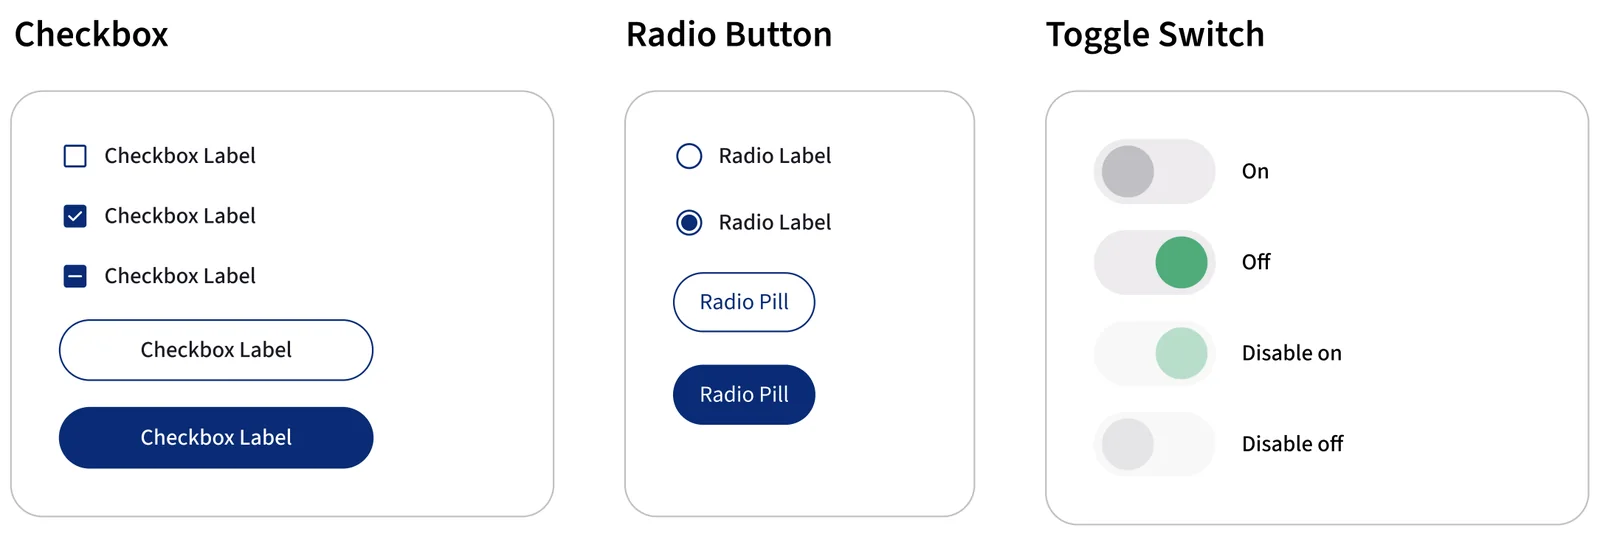 Checkbox
Checkbox Label
Checkbox Label
Checkbox Label
Checkbox Label
Checkbox Label
Radio Button
Radio Label
Radio Label
Radio Pill
Radio Pill
Toggle Switch
On
Off
Disable on
Disable off